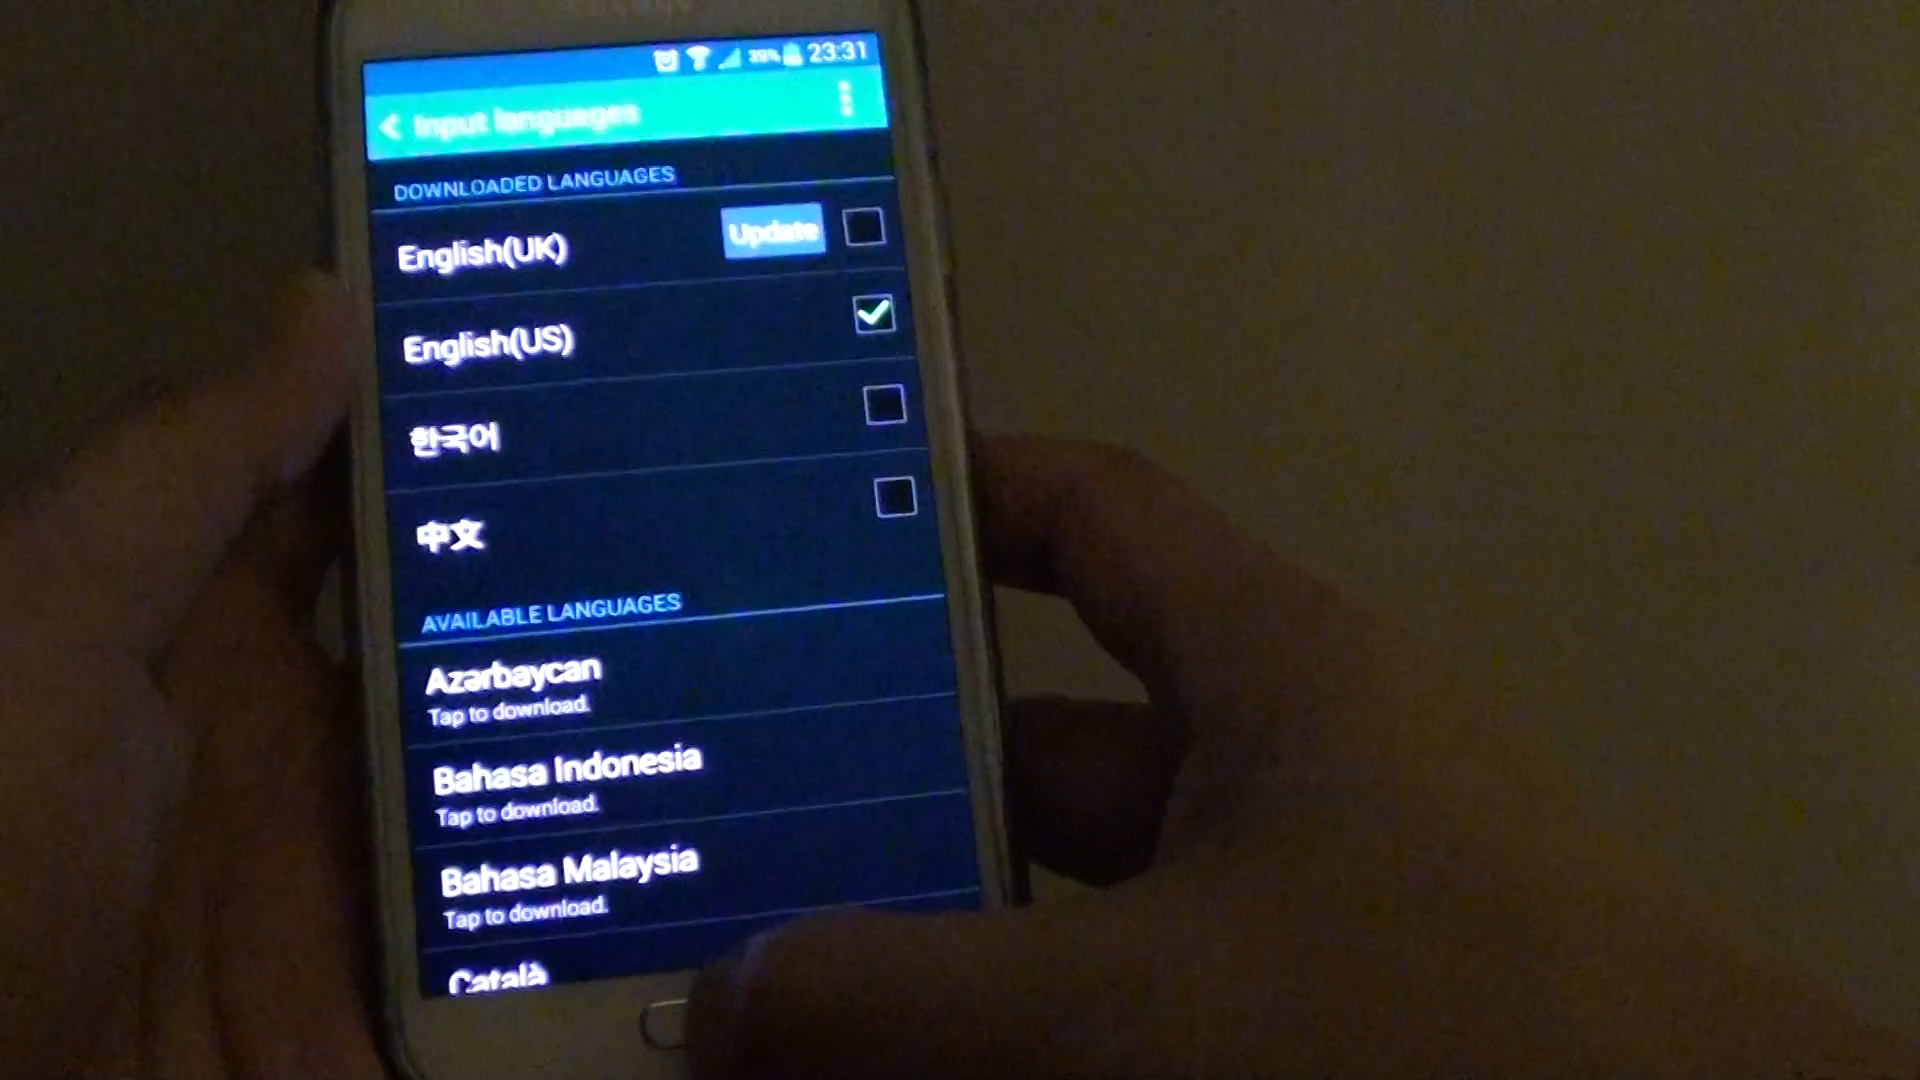 39% 23:31
Input languages
DOWNLOADED LANGUAGES
English(UK) Update
English(US)
한국어
中文
AVAILABLE LANGUAGES
Azərbaycan
Tap to download.
Bahasa Indonesia
Tap to download.
Bahasa Malaysia
Tap to download.
Català